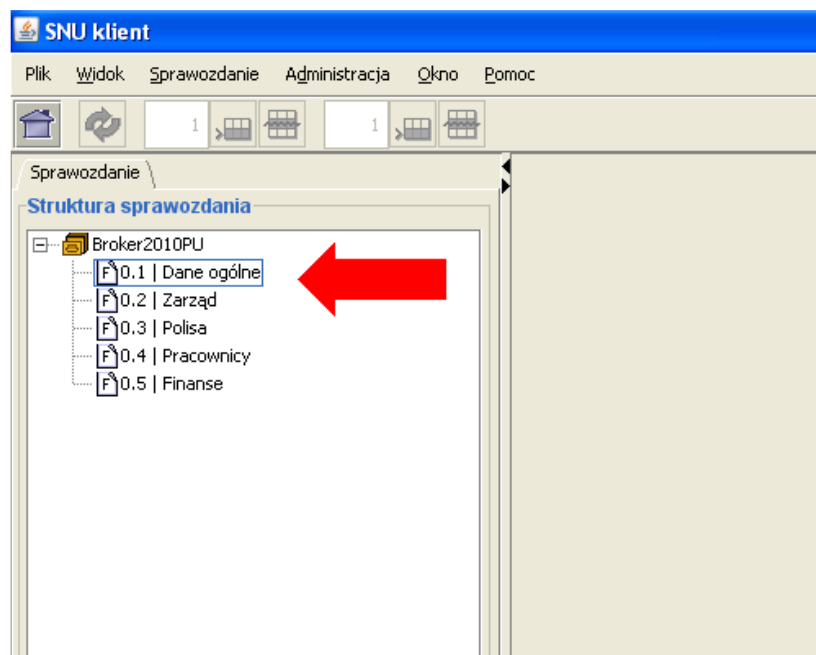 SNU klient
Plik Widok Sprawozdanie Administracja Okno Pomoc
1 1
Sprawozdanie
Struktura sprawozdania
Broker2010PU
F 0.1 | Dane ogólne
F 0.2 | Zarząd
F 0.3 | Polisa
F 0.4 | Pracownicy
F 0.5 | Finanse